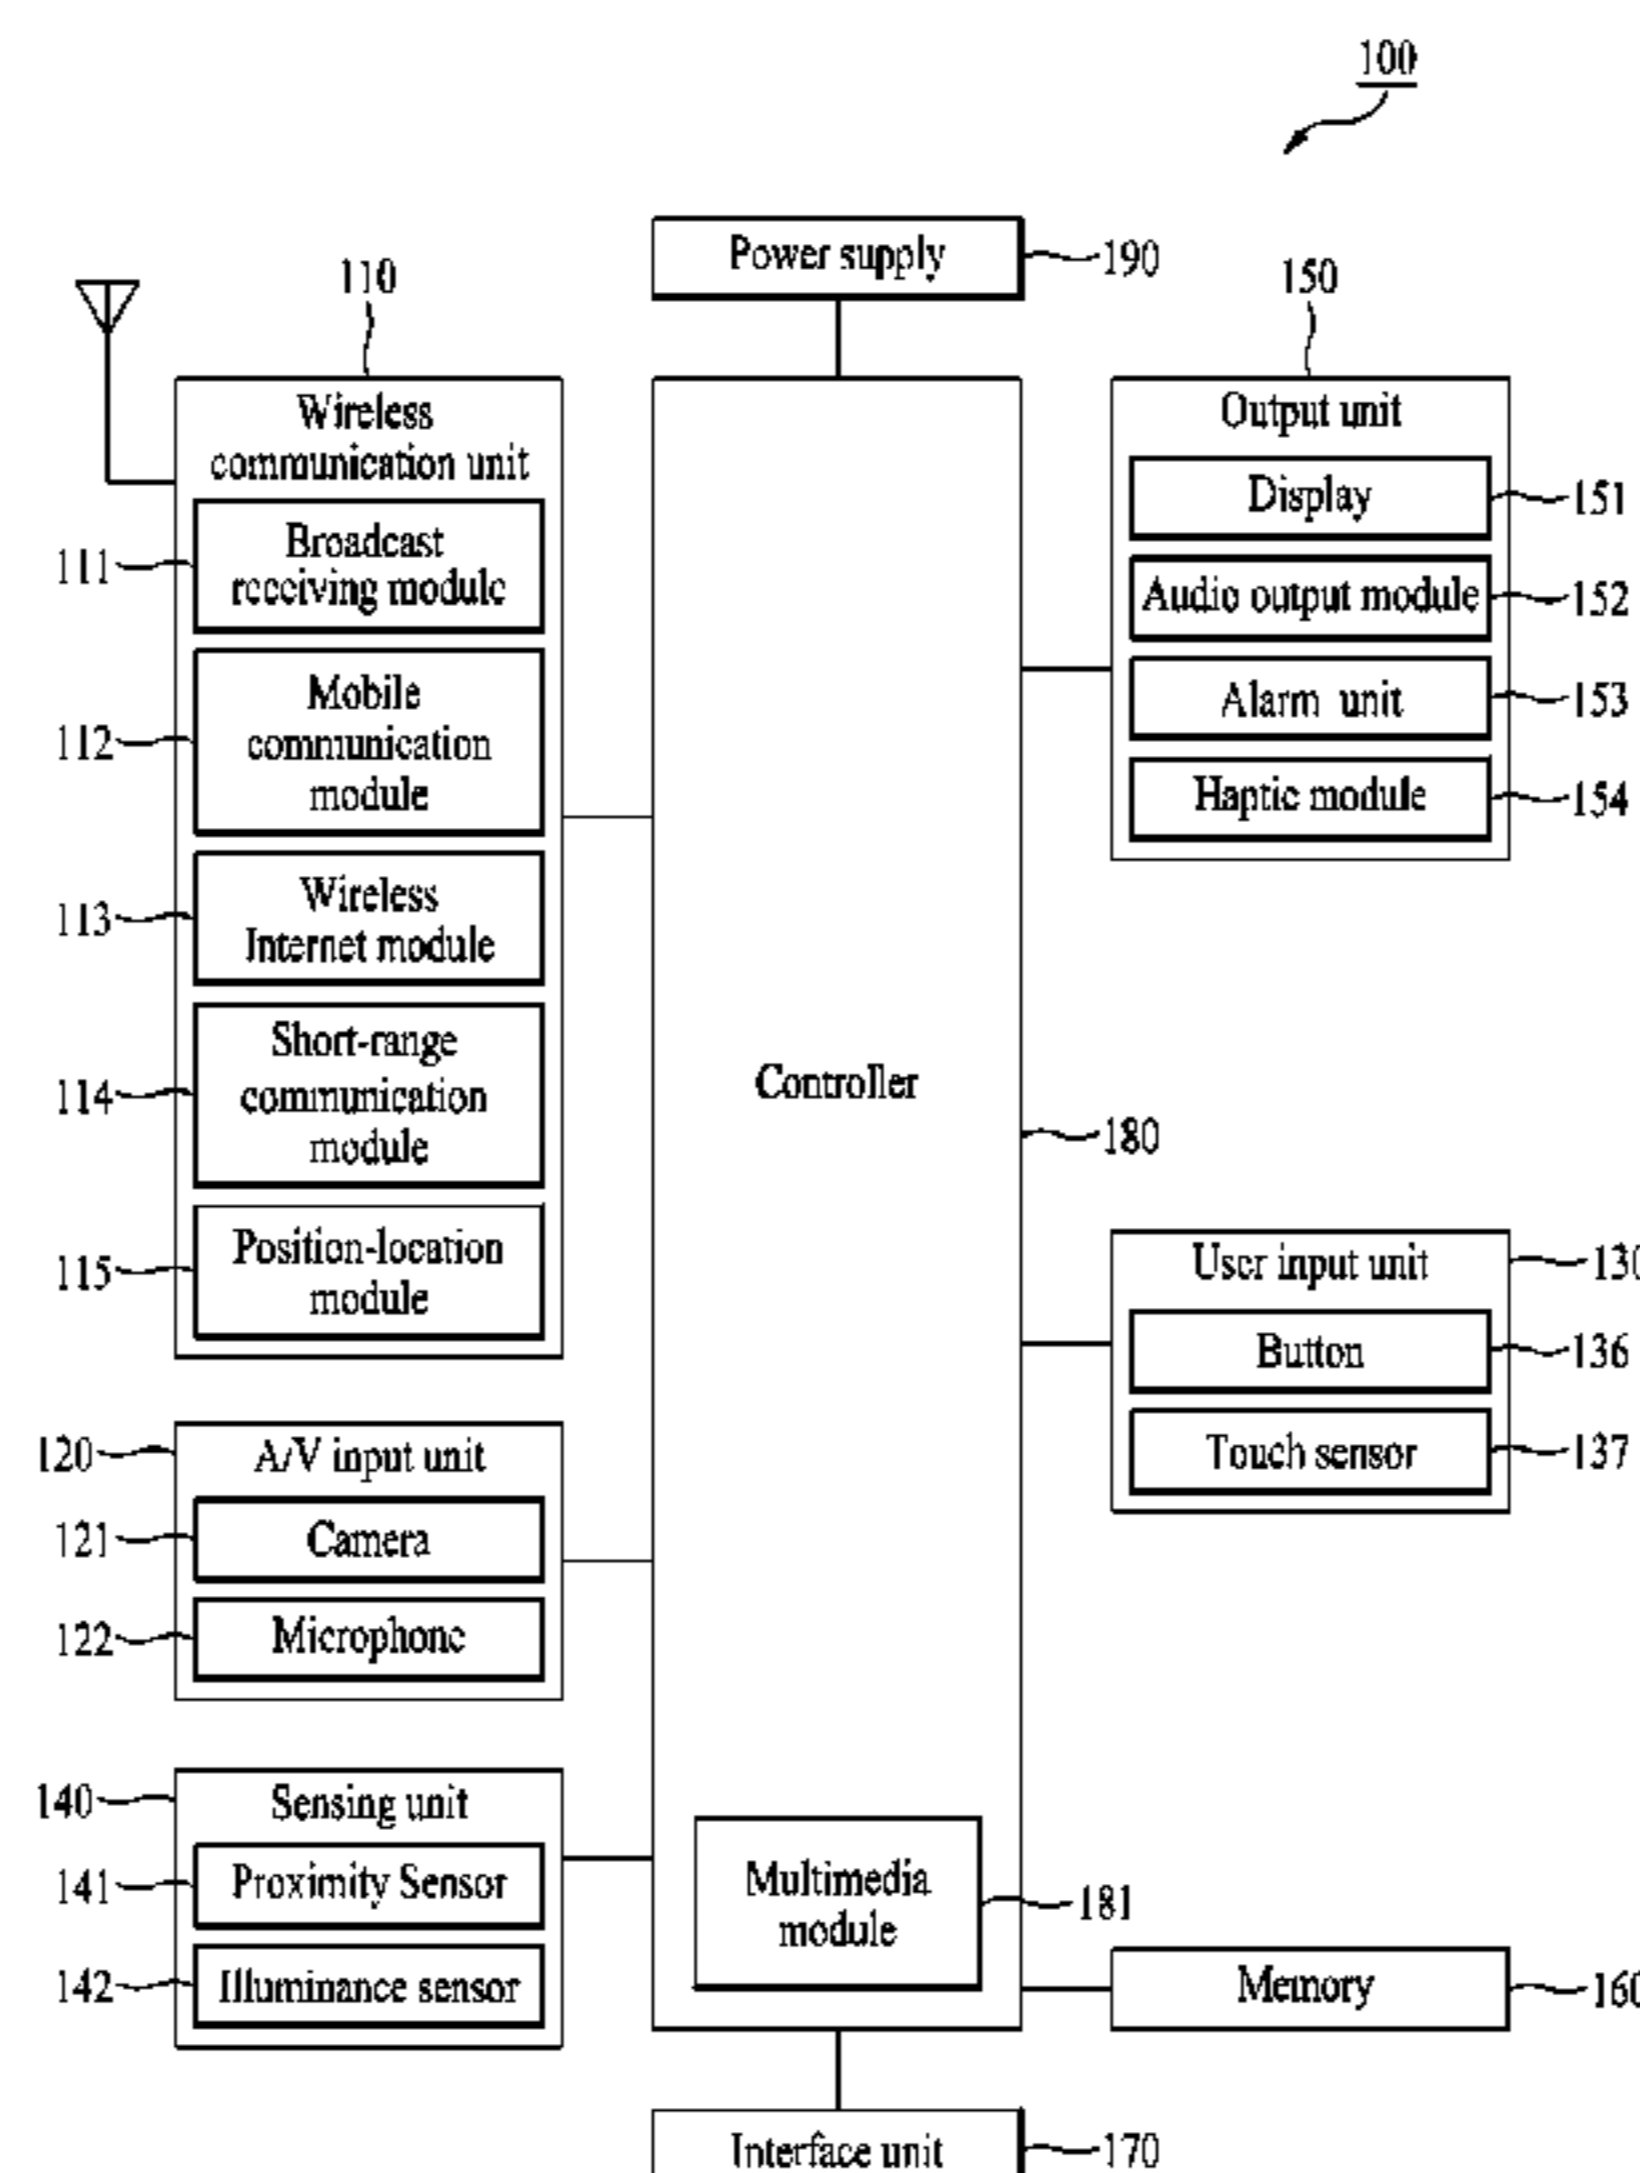 100
Power supply
190
110
150
Wireless
communication unit
Output unit
Display
151
Broadcast
receiving module
111
Audio output module
152
Mobile
communication
module
112
Alarm unit
153
Haptic module
154
Wireless
Internet module
113
Short-range
communication
module
114
Controller
180
Position-location
module
115
User input unit
130
Button
136
Touch sensor
137
120
A/V input unit
121
Camera
122
Microphone
140
Sensing unit
141
Proximity Sensor
142
Illuminance sensor
Multimedia
module
181
Memory
160
Interface unit
170